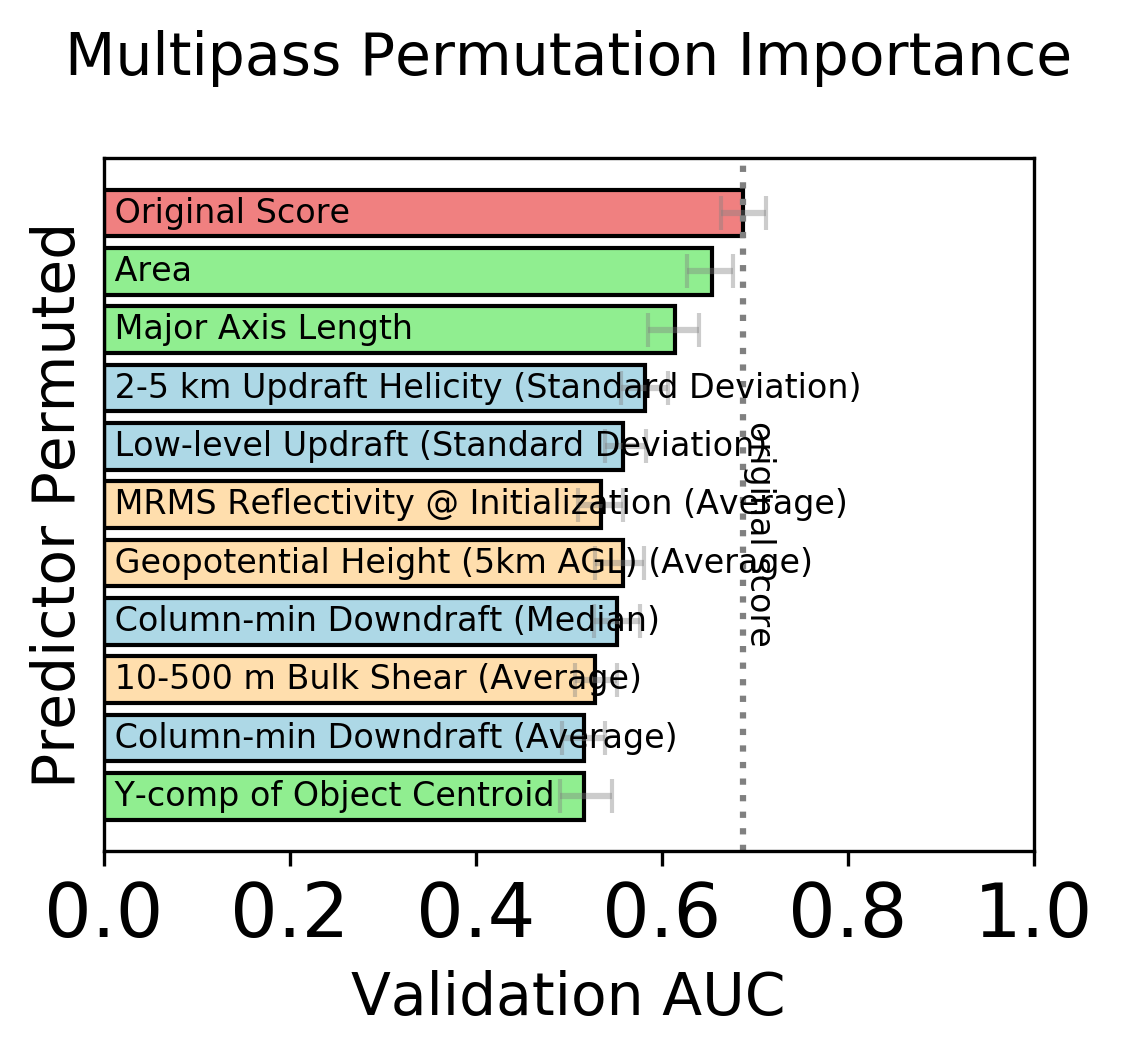 Multipass Permutation Importance
Predictor Permuted
Original Score
Area
Major Axis Length
2-5 km Updraft Helicity (Standard Deviation)
Low-level Updraft (Standard Deviation)
MRMS Reflectivity @ Initialization (Average)
Geopotential Height (5km AGL) (Average)
Column-min Downdraft (Median)
10-500 m Bulk Shear (Average)
Column-min Downdraft (Average)
Y-comp of Object Centroid
original score
0.0 0.2 0.4 0.6 0.8 1.0
Validation AUC